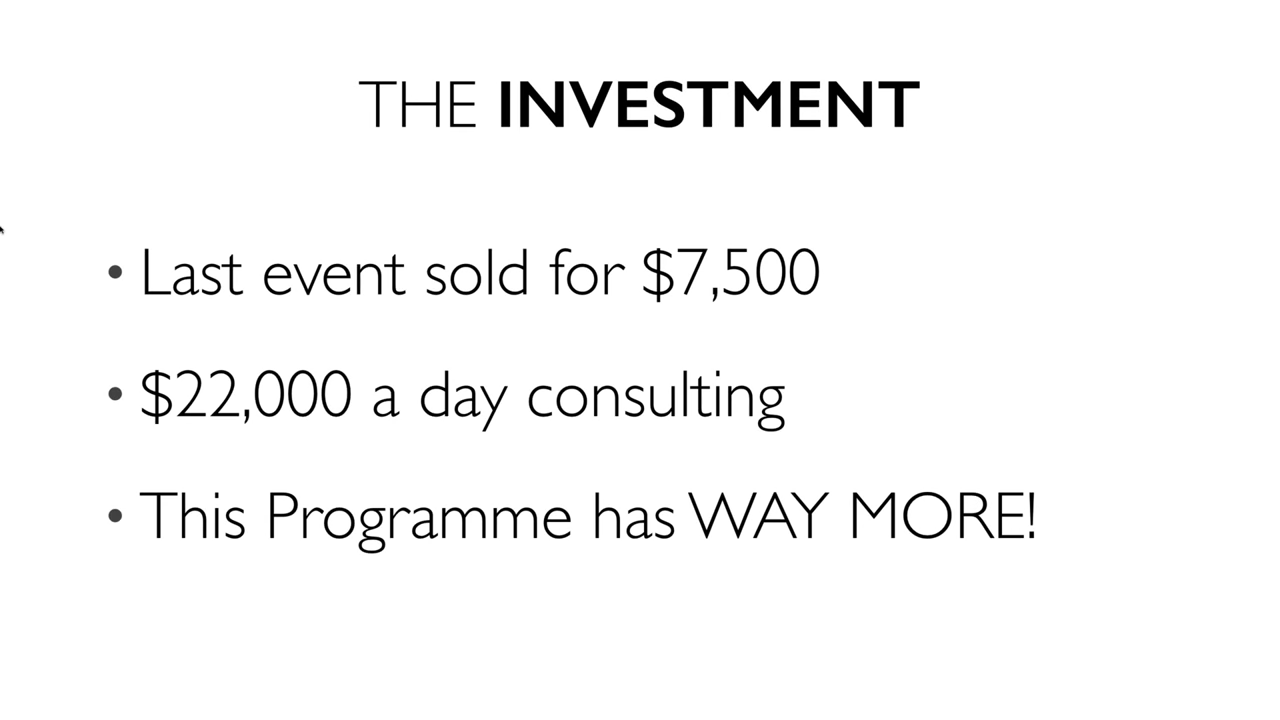 THE INVESTMENT
• Last event sold for $7,500
• $22,000 a day consulting
• This Programme has WAY MORE!